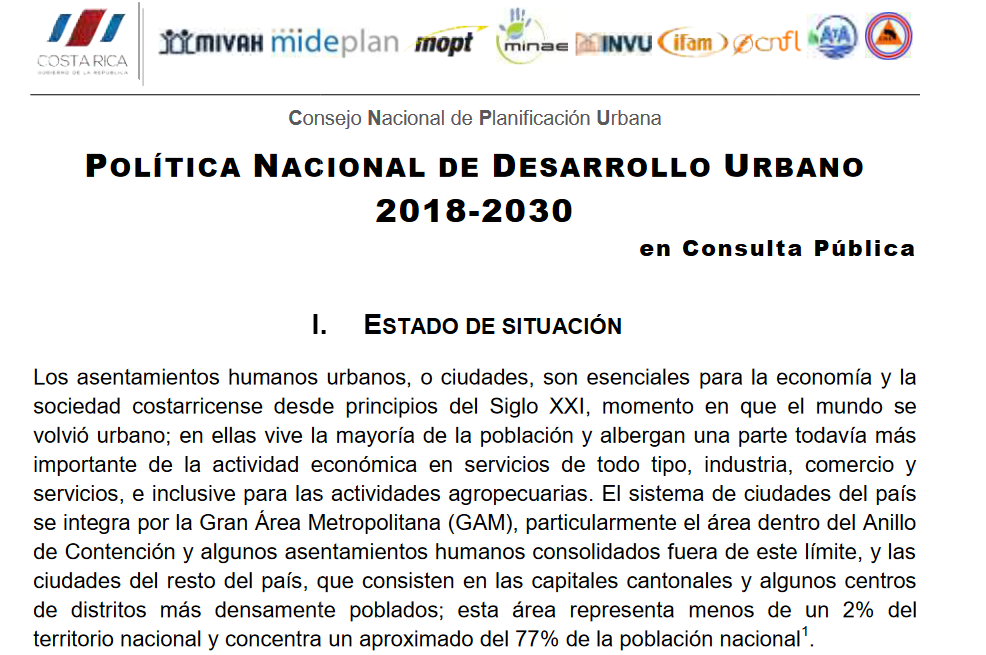 COSTA RICA
GOBIERNO DE LA REPÚBLICA
MIVAH mideplan mopt minae INVU ifam cnfl AYA
Consejo Nacional de Planificación Urbana
POLÍTICA NACIONAL DE DESARROLLO URBANO
2018-2030
en Consulta Pública
I. ESTADO DE SITUACIÓN
Los asentamientos humanos urbanos, o ciudades, son esenciales para la economía y la
sociedad costarricense desde principios del Siglo XXI, momento en que el mundo se
volvió urbano; en ellas vive la mayoría de la población y albergan una parte todavía más
importante de la actividad económica en servicios de todo tipo, industria, comercio y
servicios, e inclusive para las actividades agropecuarias. El sistema de ciudades del país
se integra por la Gran Área Metropolitana (GAM), particularmente el área dentro del Anillo
de Contención y algunos asentamientos humanos consolidados fuera de este límite, y las
ciudades del resto del país, que consisten en las capitales cantonales y algunos centros
de distritos más densamente poblados; esta área representa menos de un 2% del
territorio nacional y concentra un aproximado del 77% de la población nacional¹.